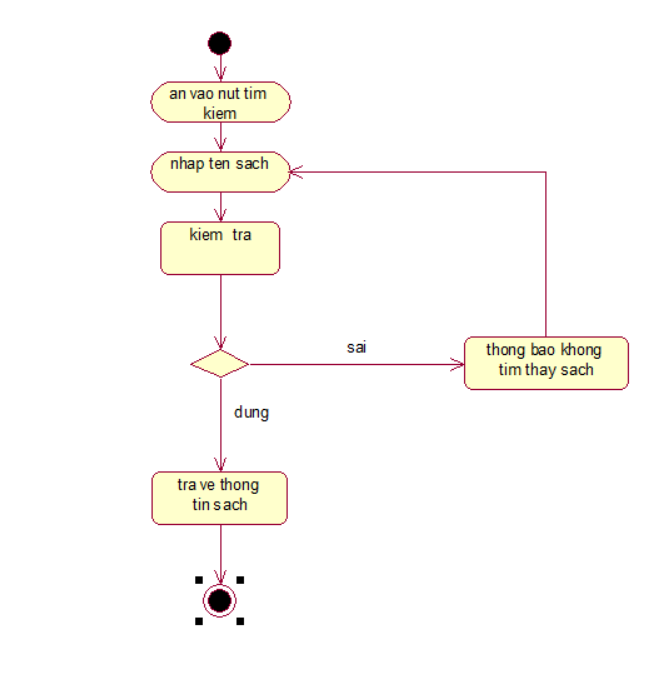 an vao nut tim
kiem
nhap ten sach
kiem tra
sai
thong bao khong
tim thay sach
dung
tra ve thong
tin sach